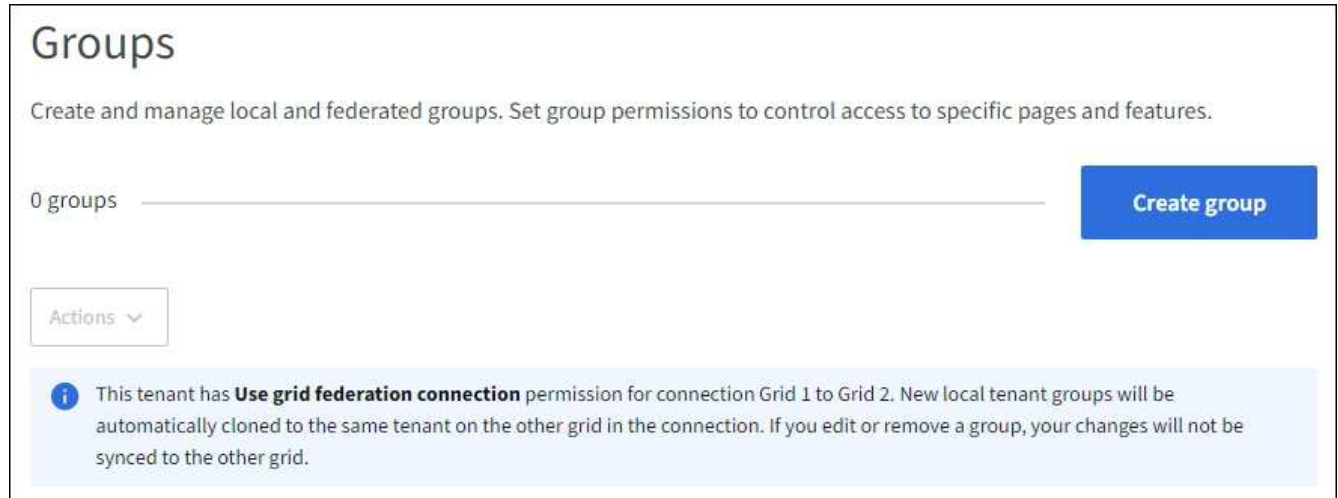 Groups
Create and manage local and federated groups. Set group permissions to control access to specific pages and features.
0 groups
Create group
Actions
This tenant has Use grid federation connection permission for connection Grid 1 to Grid 2. New local tenant groups will be
automatically cloned to the same tenant on the other grid in the connection. If you edit or remove a group, your changes will not be
synced to the other grid.